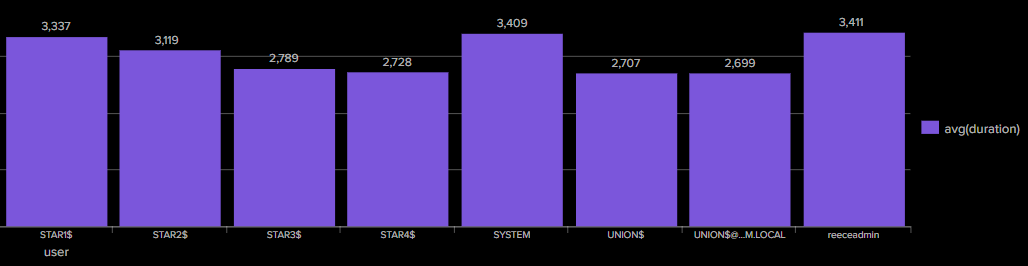 3,337
3,119
2,789
2,728
3,409
2,707
2,699
3,411
avg(duration)
STAR1$
STAR2$
STAR3$
STAR4$
SYSTEM
UNION$
UNION$@...M.LOCAL
reeceadmin
user